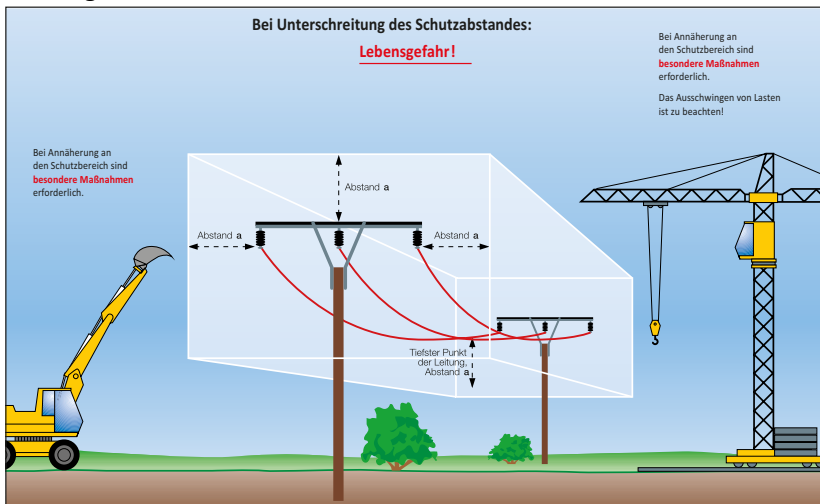 Bei Unterschreitung des Schutzabstandes:
Lebensgefahr!
Bei Annäherung an
den Schutzbereich sind
besondere Maßnahmen
erforderlich.
Das Ausschwingen von Lasten
ist zu beachten!
Bei Annäherung an
den Schutzbereich sind
besondere Maßnahmen
erforderlich.
Abstand a
Abstand a
Abstand a
Tiefster Punkt
der Leitung,
Abstand a